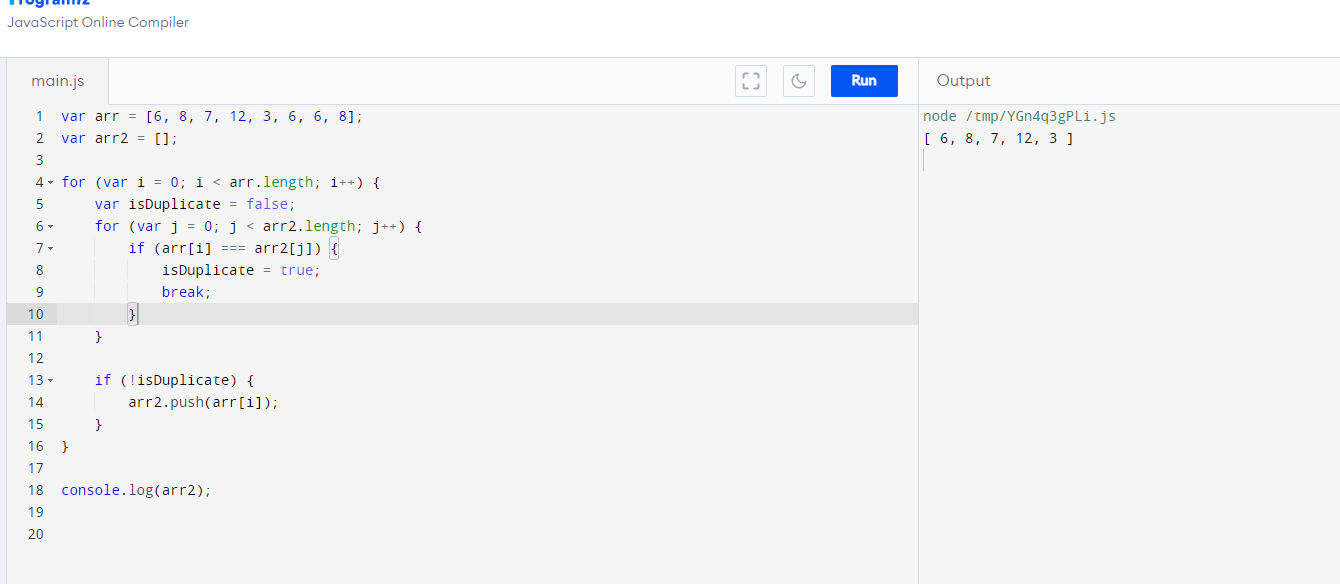 JavaScript Online Compiler
main.js
Run
Output
1 var arr = [6, 8, 7, 12, 3, 6, 6, 8];
2 var arr2 = [];
3
4 for (var i = 0; i < arr.length; i++) {
5 var isDuplicate = false;
6 for (var j = 0; j < arr2.length; j++) {
7 if (arr[i] === arr2[j]) {
8 isDuplicate = true;
9 break;
10 }
11 }
12
13 if (!isDuplicate) {
14 arr2.push(arr[i]);
15 }
16 }
17
18 console.log(arr2);
19
20
node /tmp/YGn4q3gPLi.js
[ 6, 8, 7, 12, 3 ]